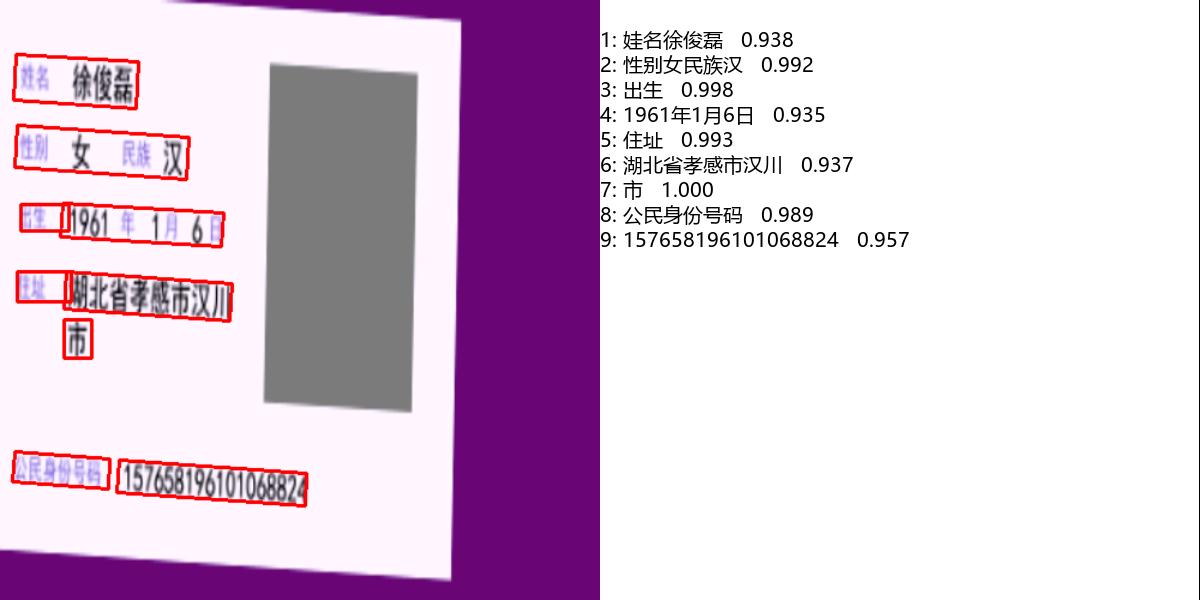 姓名 徐俊磊
性别 女 民族 汉
出生 1961 年 1 月 6 日
住址 湖北省孝感市汉川
市
公民身份号码 157658196101068824
1: 娃名徐俊磊 0.938
2: 性别女民族汉 0.992
3: 出生 0.998
4: 1961年1月6日 0.935
5: 住址 0.993
6: 湖北省孝感市汉川 0.937
7: 市 1.000
8: 公民身份号码 0.989
9: 157658196101068824 0.957